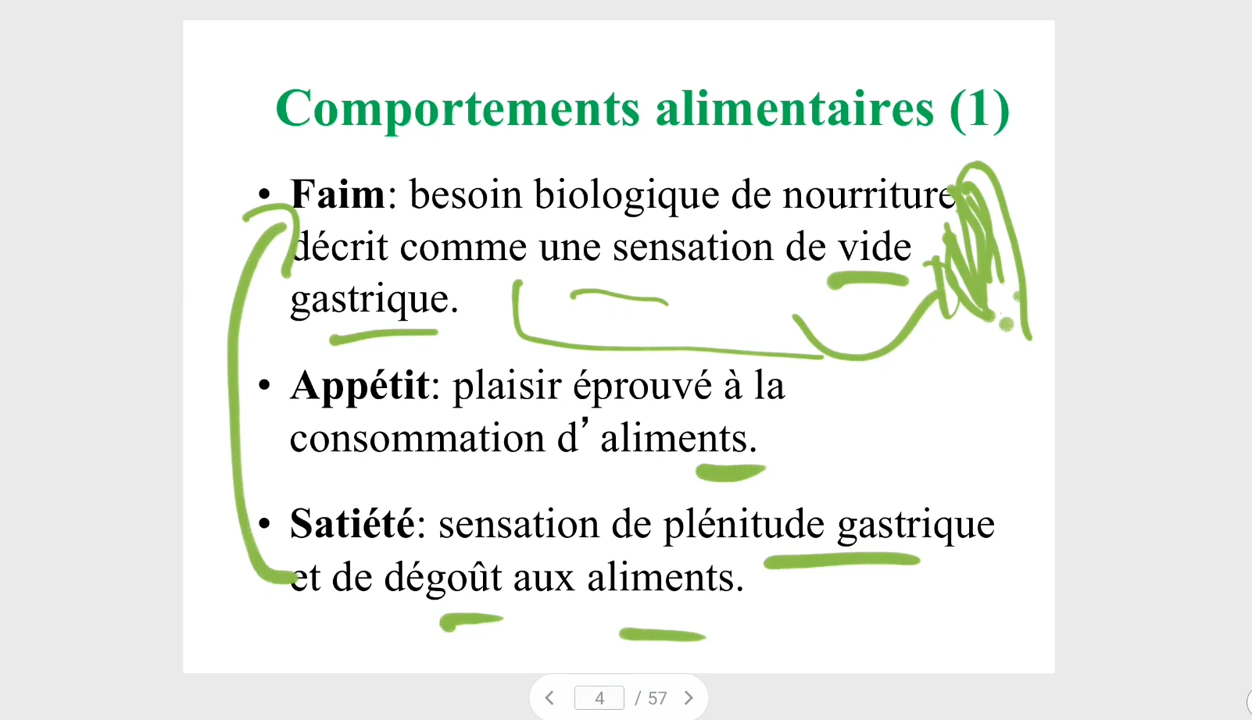 Comportements alimentaires (1)
• Faim: besoin biologique de nourriture
décrit comme une sensation de vide
gastrique.
• Appétit: plaisir éprouvé à la
consommation d’ aliments.
• Satiété: sensation de plénitude gastrique
et de dégoût aux aliments.
4 / 57